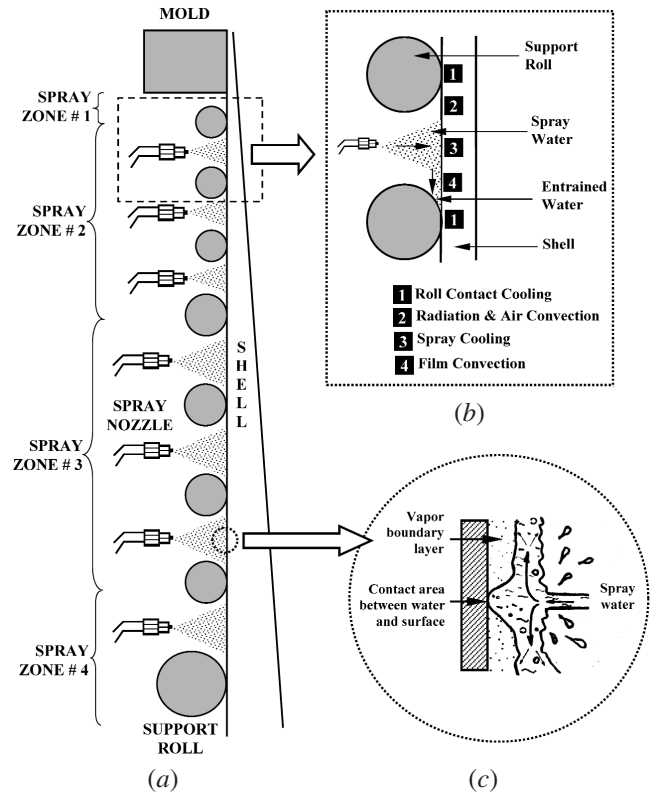 MOLD
SPRAY
ZONE # 1
SPRAY
ZONE # 2
SPRAY
NOZZLE
SPRAY
ZONE # 3
SPRAY
ZONE # 4
SUPPORT
ROLL
S
H
E
L
L
(a)
1
2
3
4
1
Support
Roll
Spray
Water
Entrained
Water
Shell
1 Roll Contact Cooling
2 Radiation & Air Convection
3 Spray Cooling
4 Film Convection
(b)
Vapor
boundary
layer
Contact area
between water
and surface
Spray
water
(c)